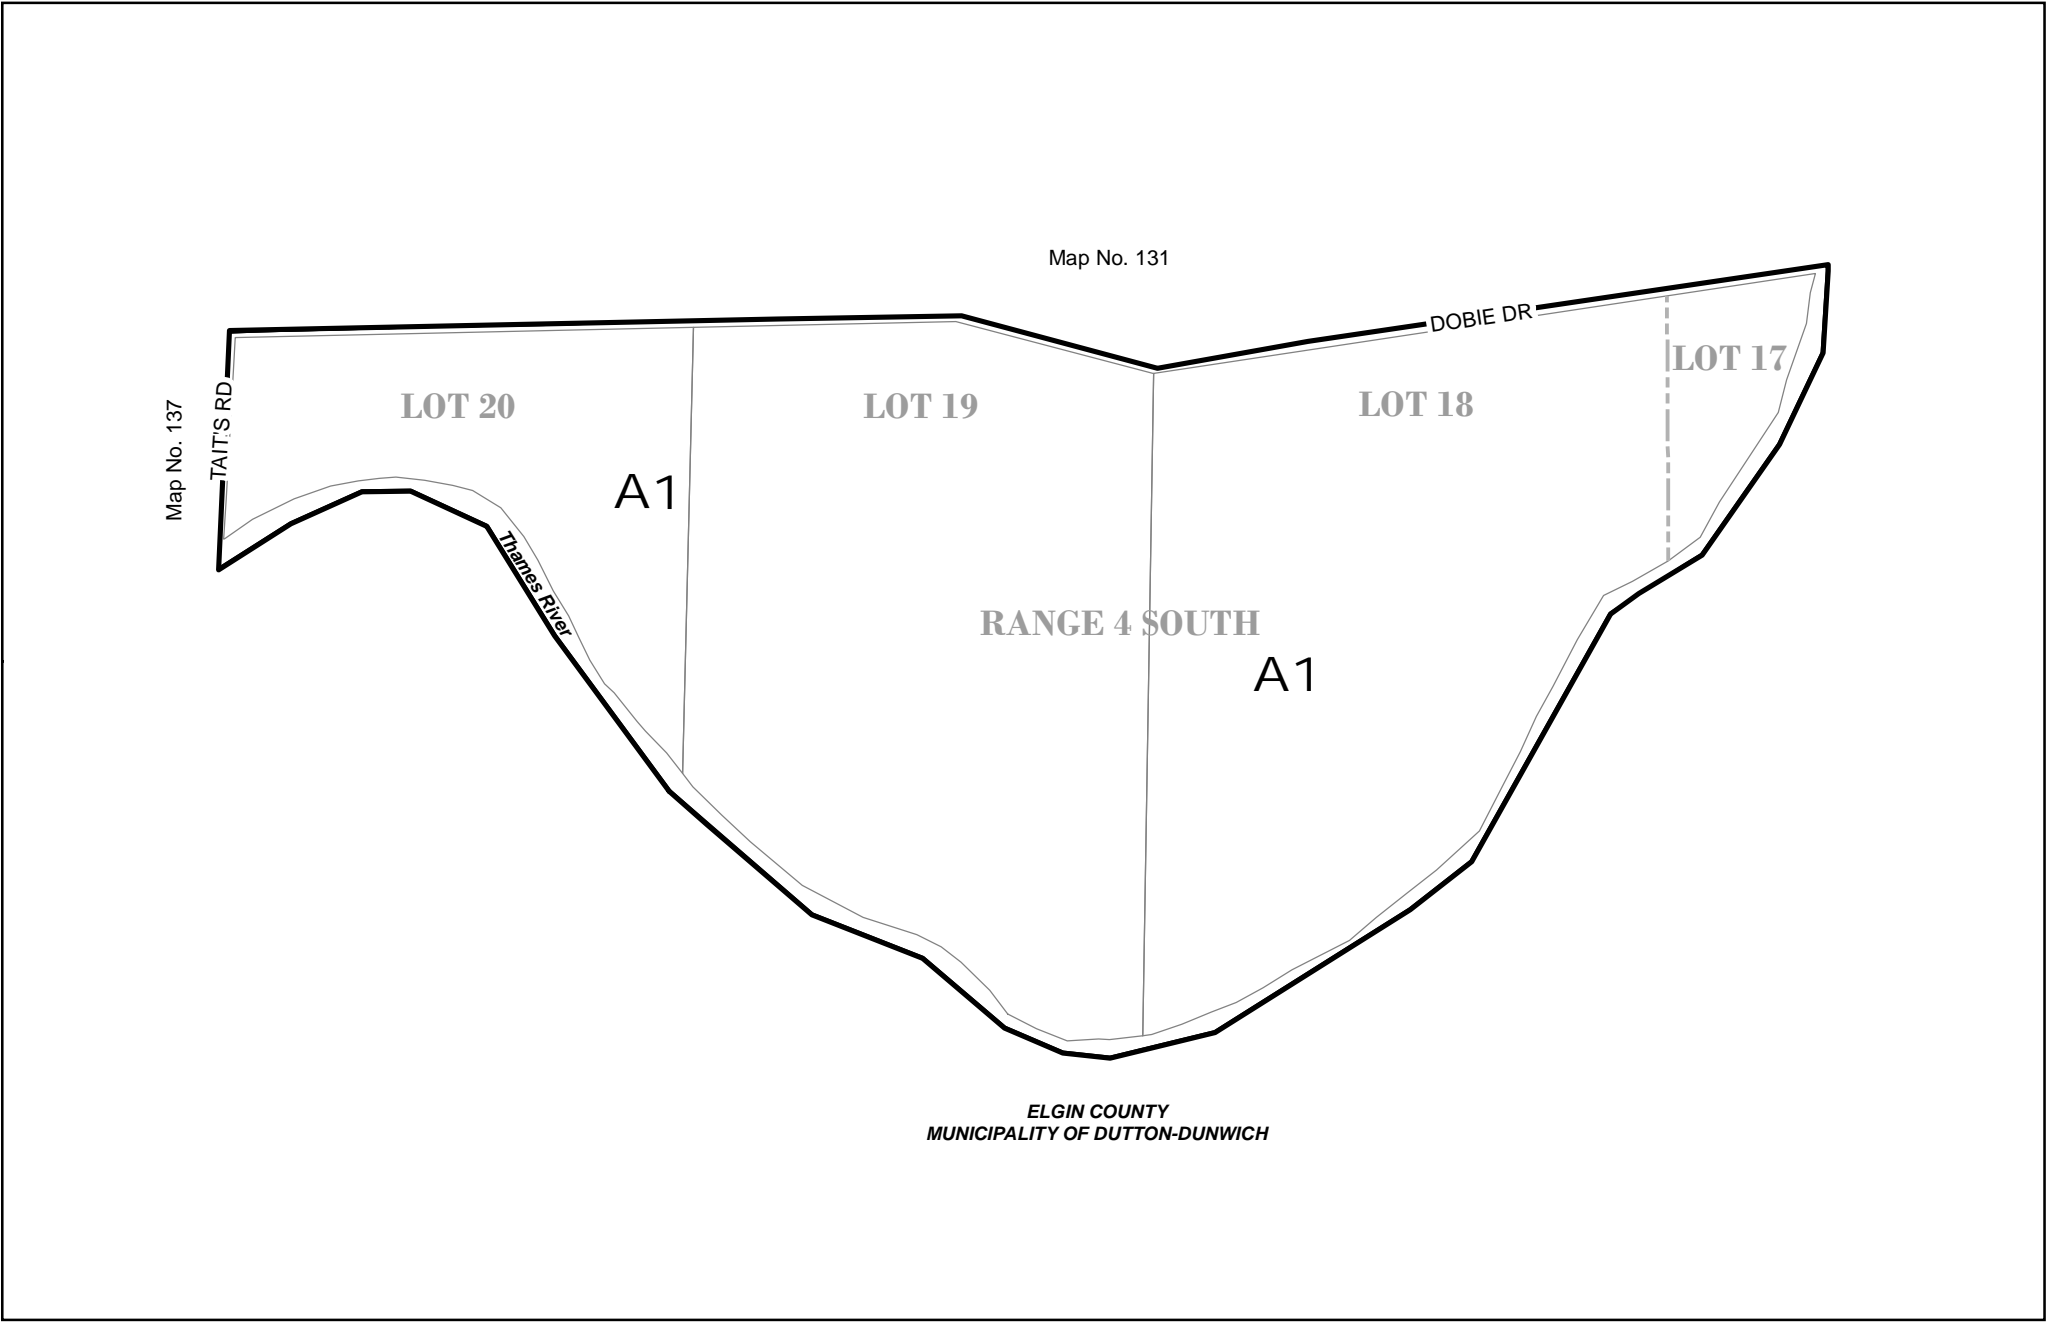 Map No. 131
DOBIE DR
LOT 17
Map No. 137
TAIT'S RD
LOT 20
LOT 19
LOT 18
A1
Thames River
RANGE 4 SOUTH
A1
ELGIN COUNTY
MUNICIPALITY OF DUTTON-DUNWICH